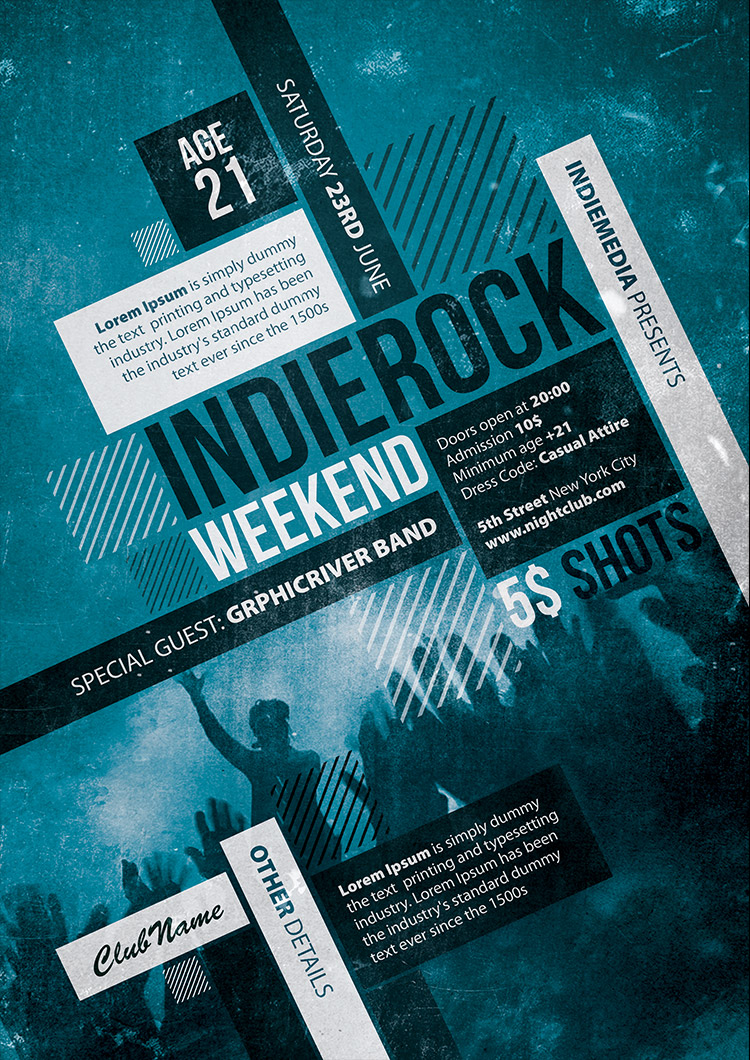 AGE
21
SATURDAY 23RD JUNE
INDIEMEDIA PRESENTS
Lorem Ipsum is simply dummy
the text printing and typesetting
industry. Lorem Ipsum has been
the industry's standard dummy
text ever since the 1500s
INDIEROCK
WEEKEND
Doors open at 20:00
Admission 10$
Minimum age +21
Dress Code: Casual Attire
5th Street New York City
www.nightclub.com
SPECIAL GUEST: GRPHICRIVER BAND
5$ SHOTS
Lorem Ipsum is simply dummy
the text printing and typesetting
industry. Lorem Ipsum has been
the industry's standard dummy
text ever since the 1500s
OTHER DETAILS
ClubName